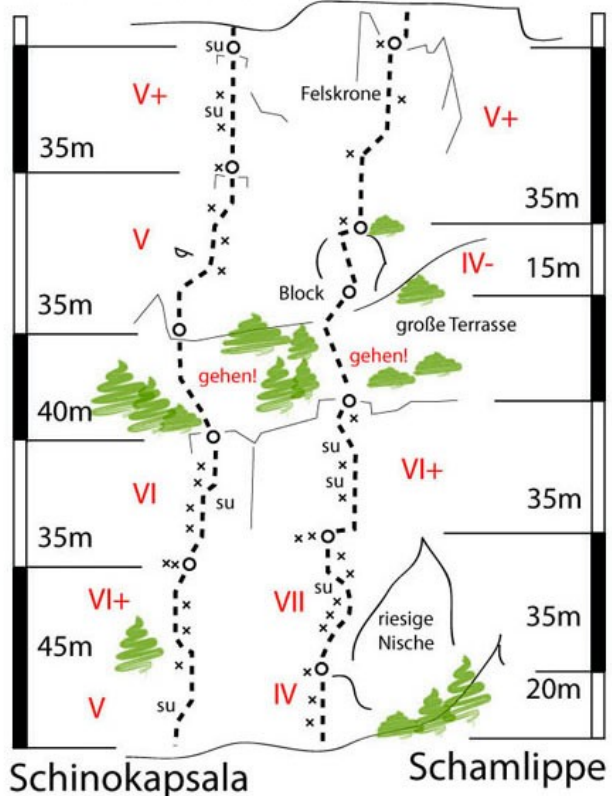 su
Felskrone
V+
su
V+
35m
35m
V
IV-
15m
Block
35m
große Terrasse
gehen!
gehen!
40m
su
VI+
VI
su
su
35m
35m
su
VI+
VII
riesige
Nische
35m
45m
IV
20m
V
su
Schinokapsala
Schamlippe